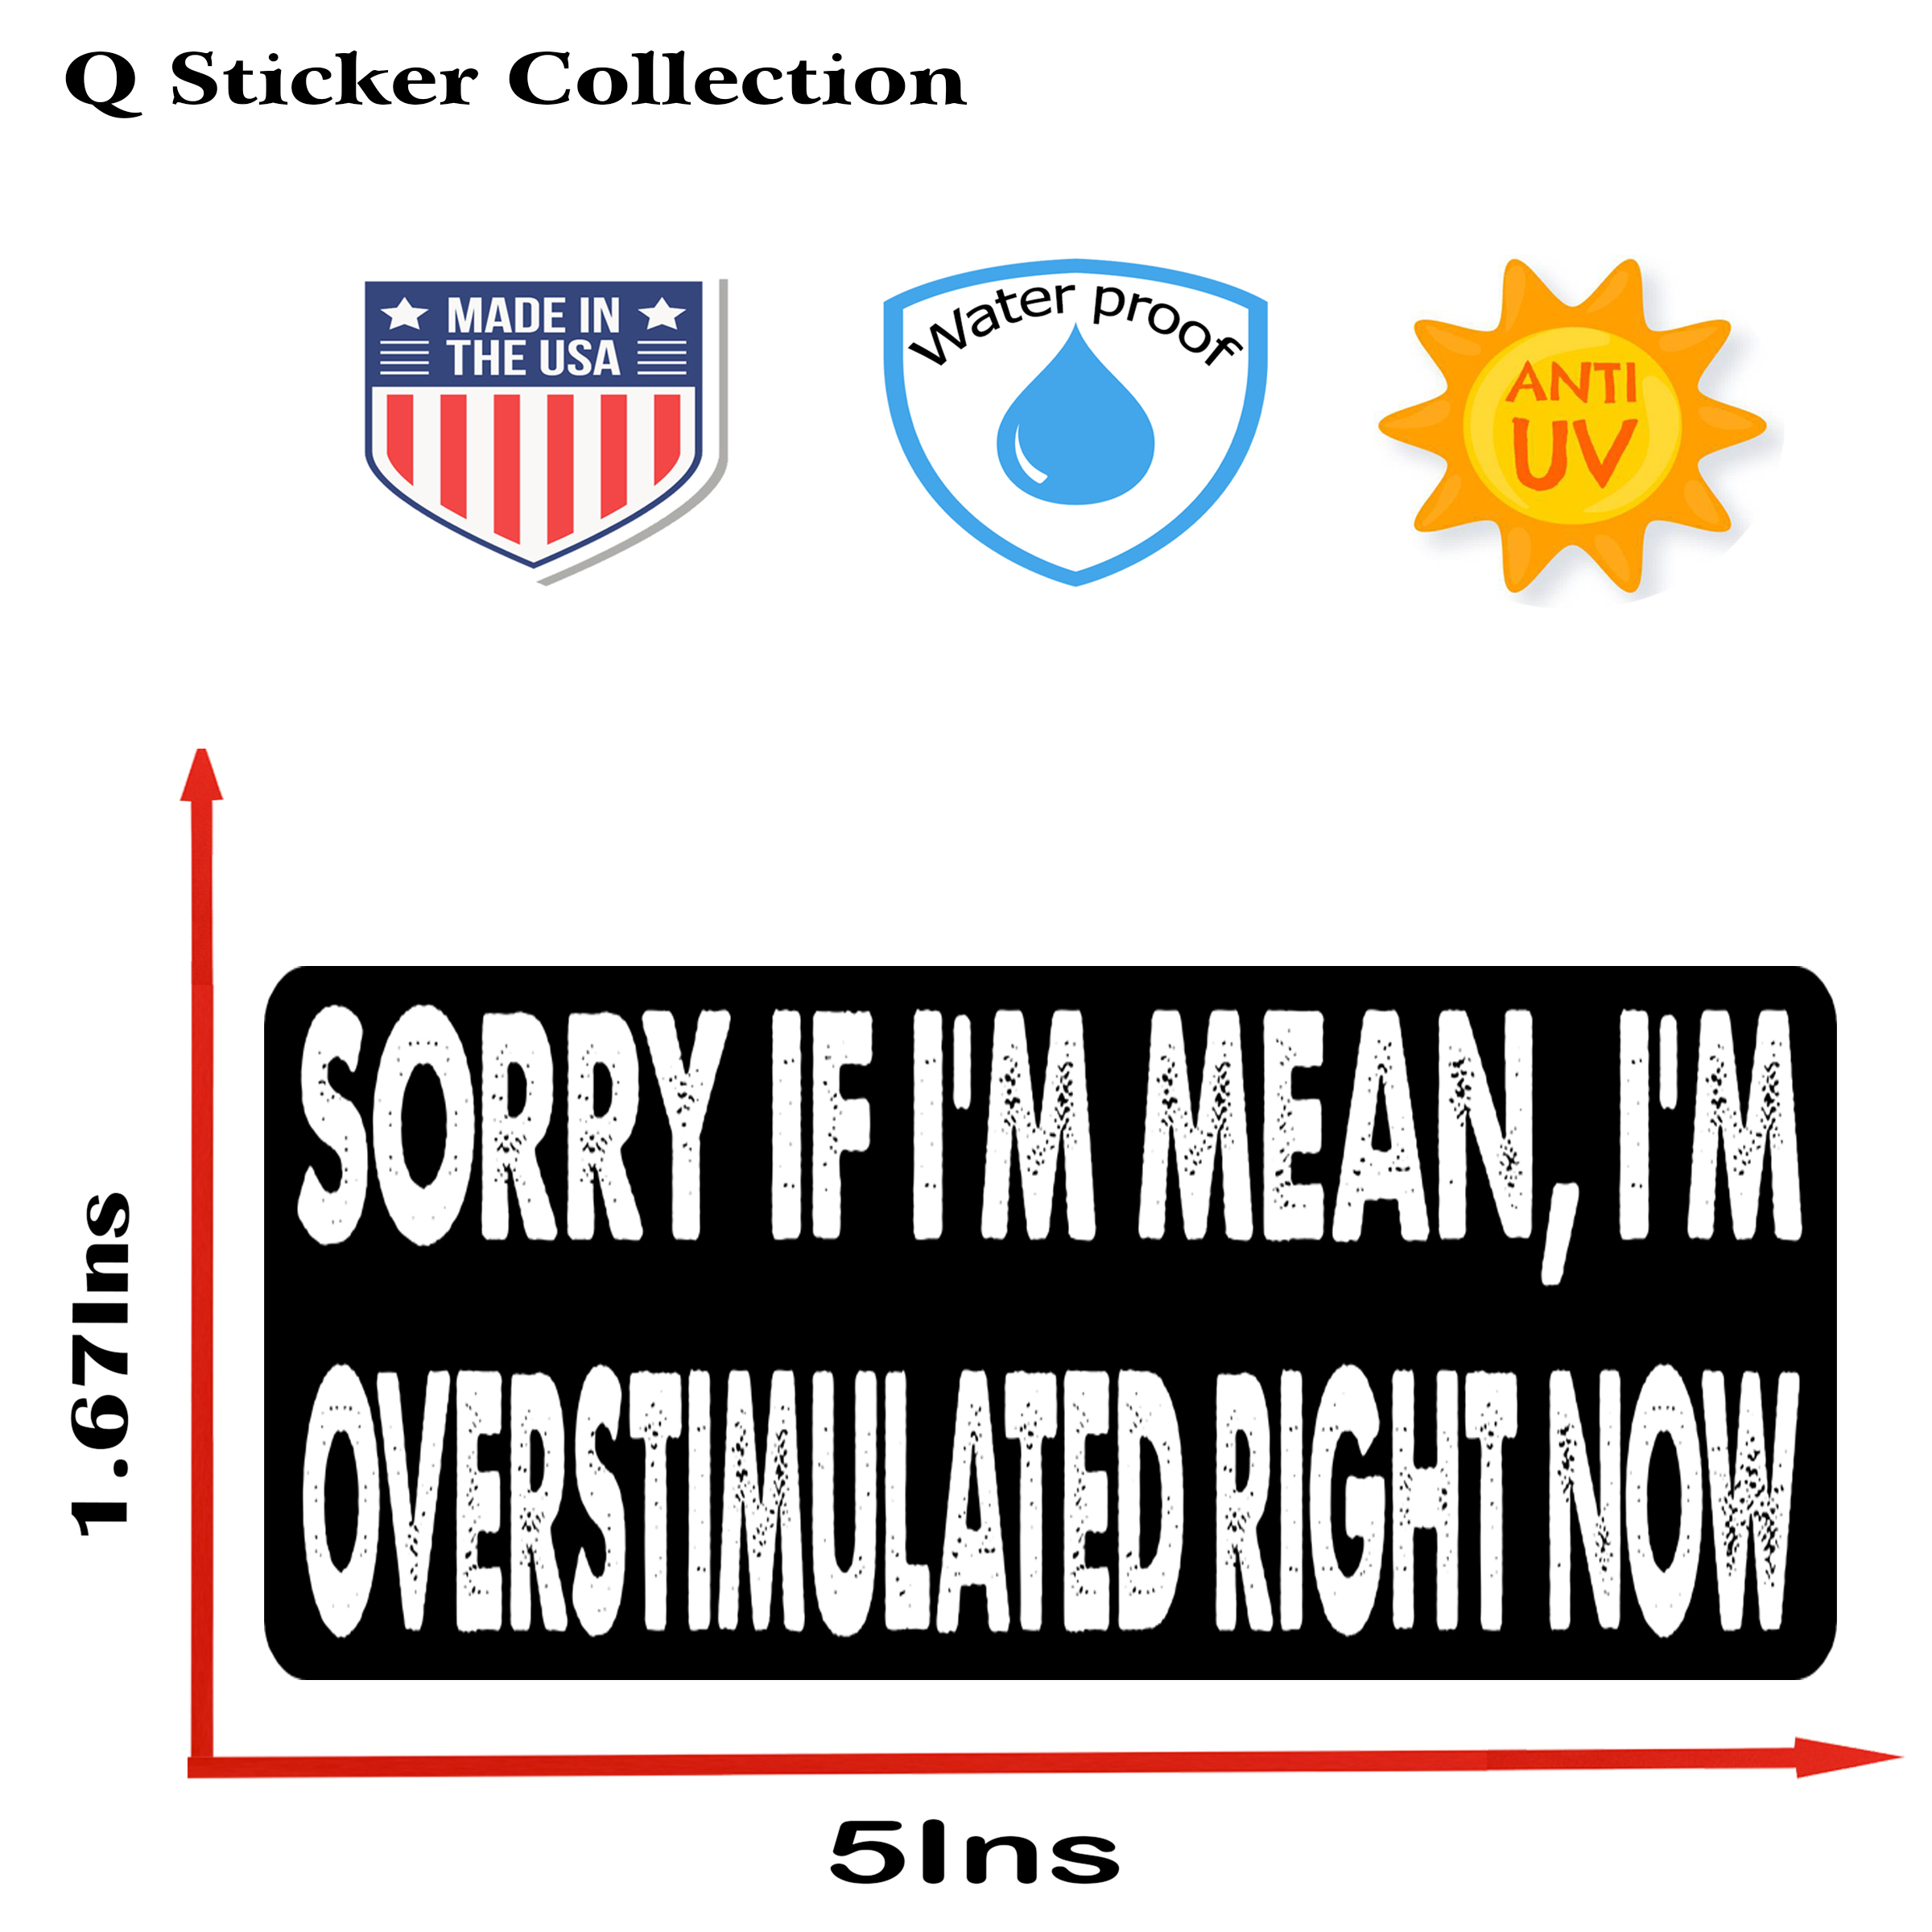 Q Sticker Collection
MADE IN
THE USA
Water proof
ANTI
UV
SORRY IF I'M MEAN, I'M
OVERSTIMULATED RIGHT NOW
1.67Ins
5Ins